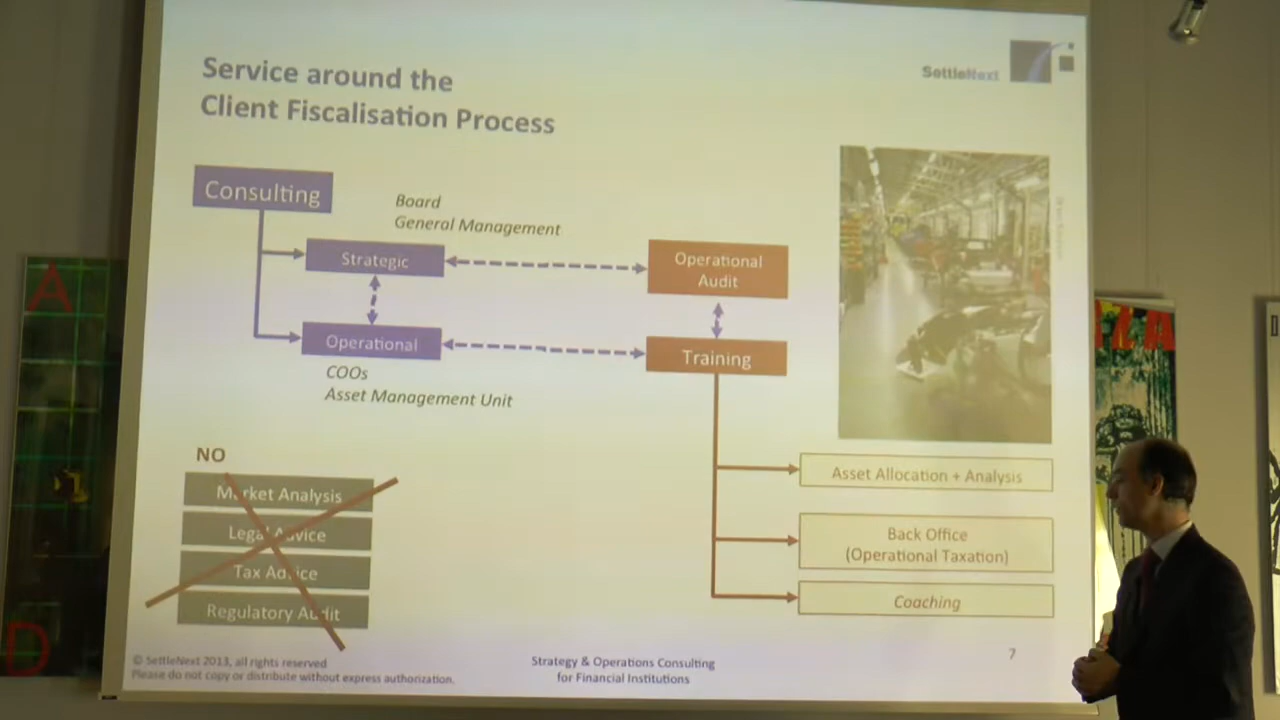 Service around the
Client Fiscalisation Process
SettleNext
Consulting
Board
General Management
Strategic
Operational
Audit
Operational
Training
COOs
Asset Management Unit
NO
Market Analysis
Legal Advice
Tax Advice
Regulatory Audit
Asset Allocation + Analysis
Back Office
(Operational Taxation)
Coaching
© SettleNext 2013, all rights reserved
Please do not copy or distribute without express authorization.
Strategy & Operations Consulting
for Financial Institutions
7
A
D